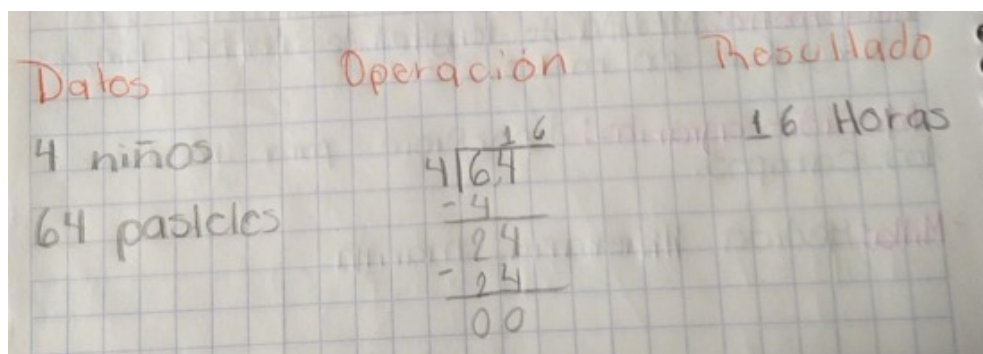 Datos Operación Resultado
4 niños 16 16 Horas
4 64
64 pasteles - 4
24
- 24
00